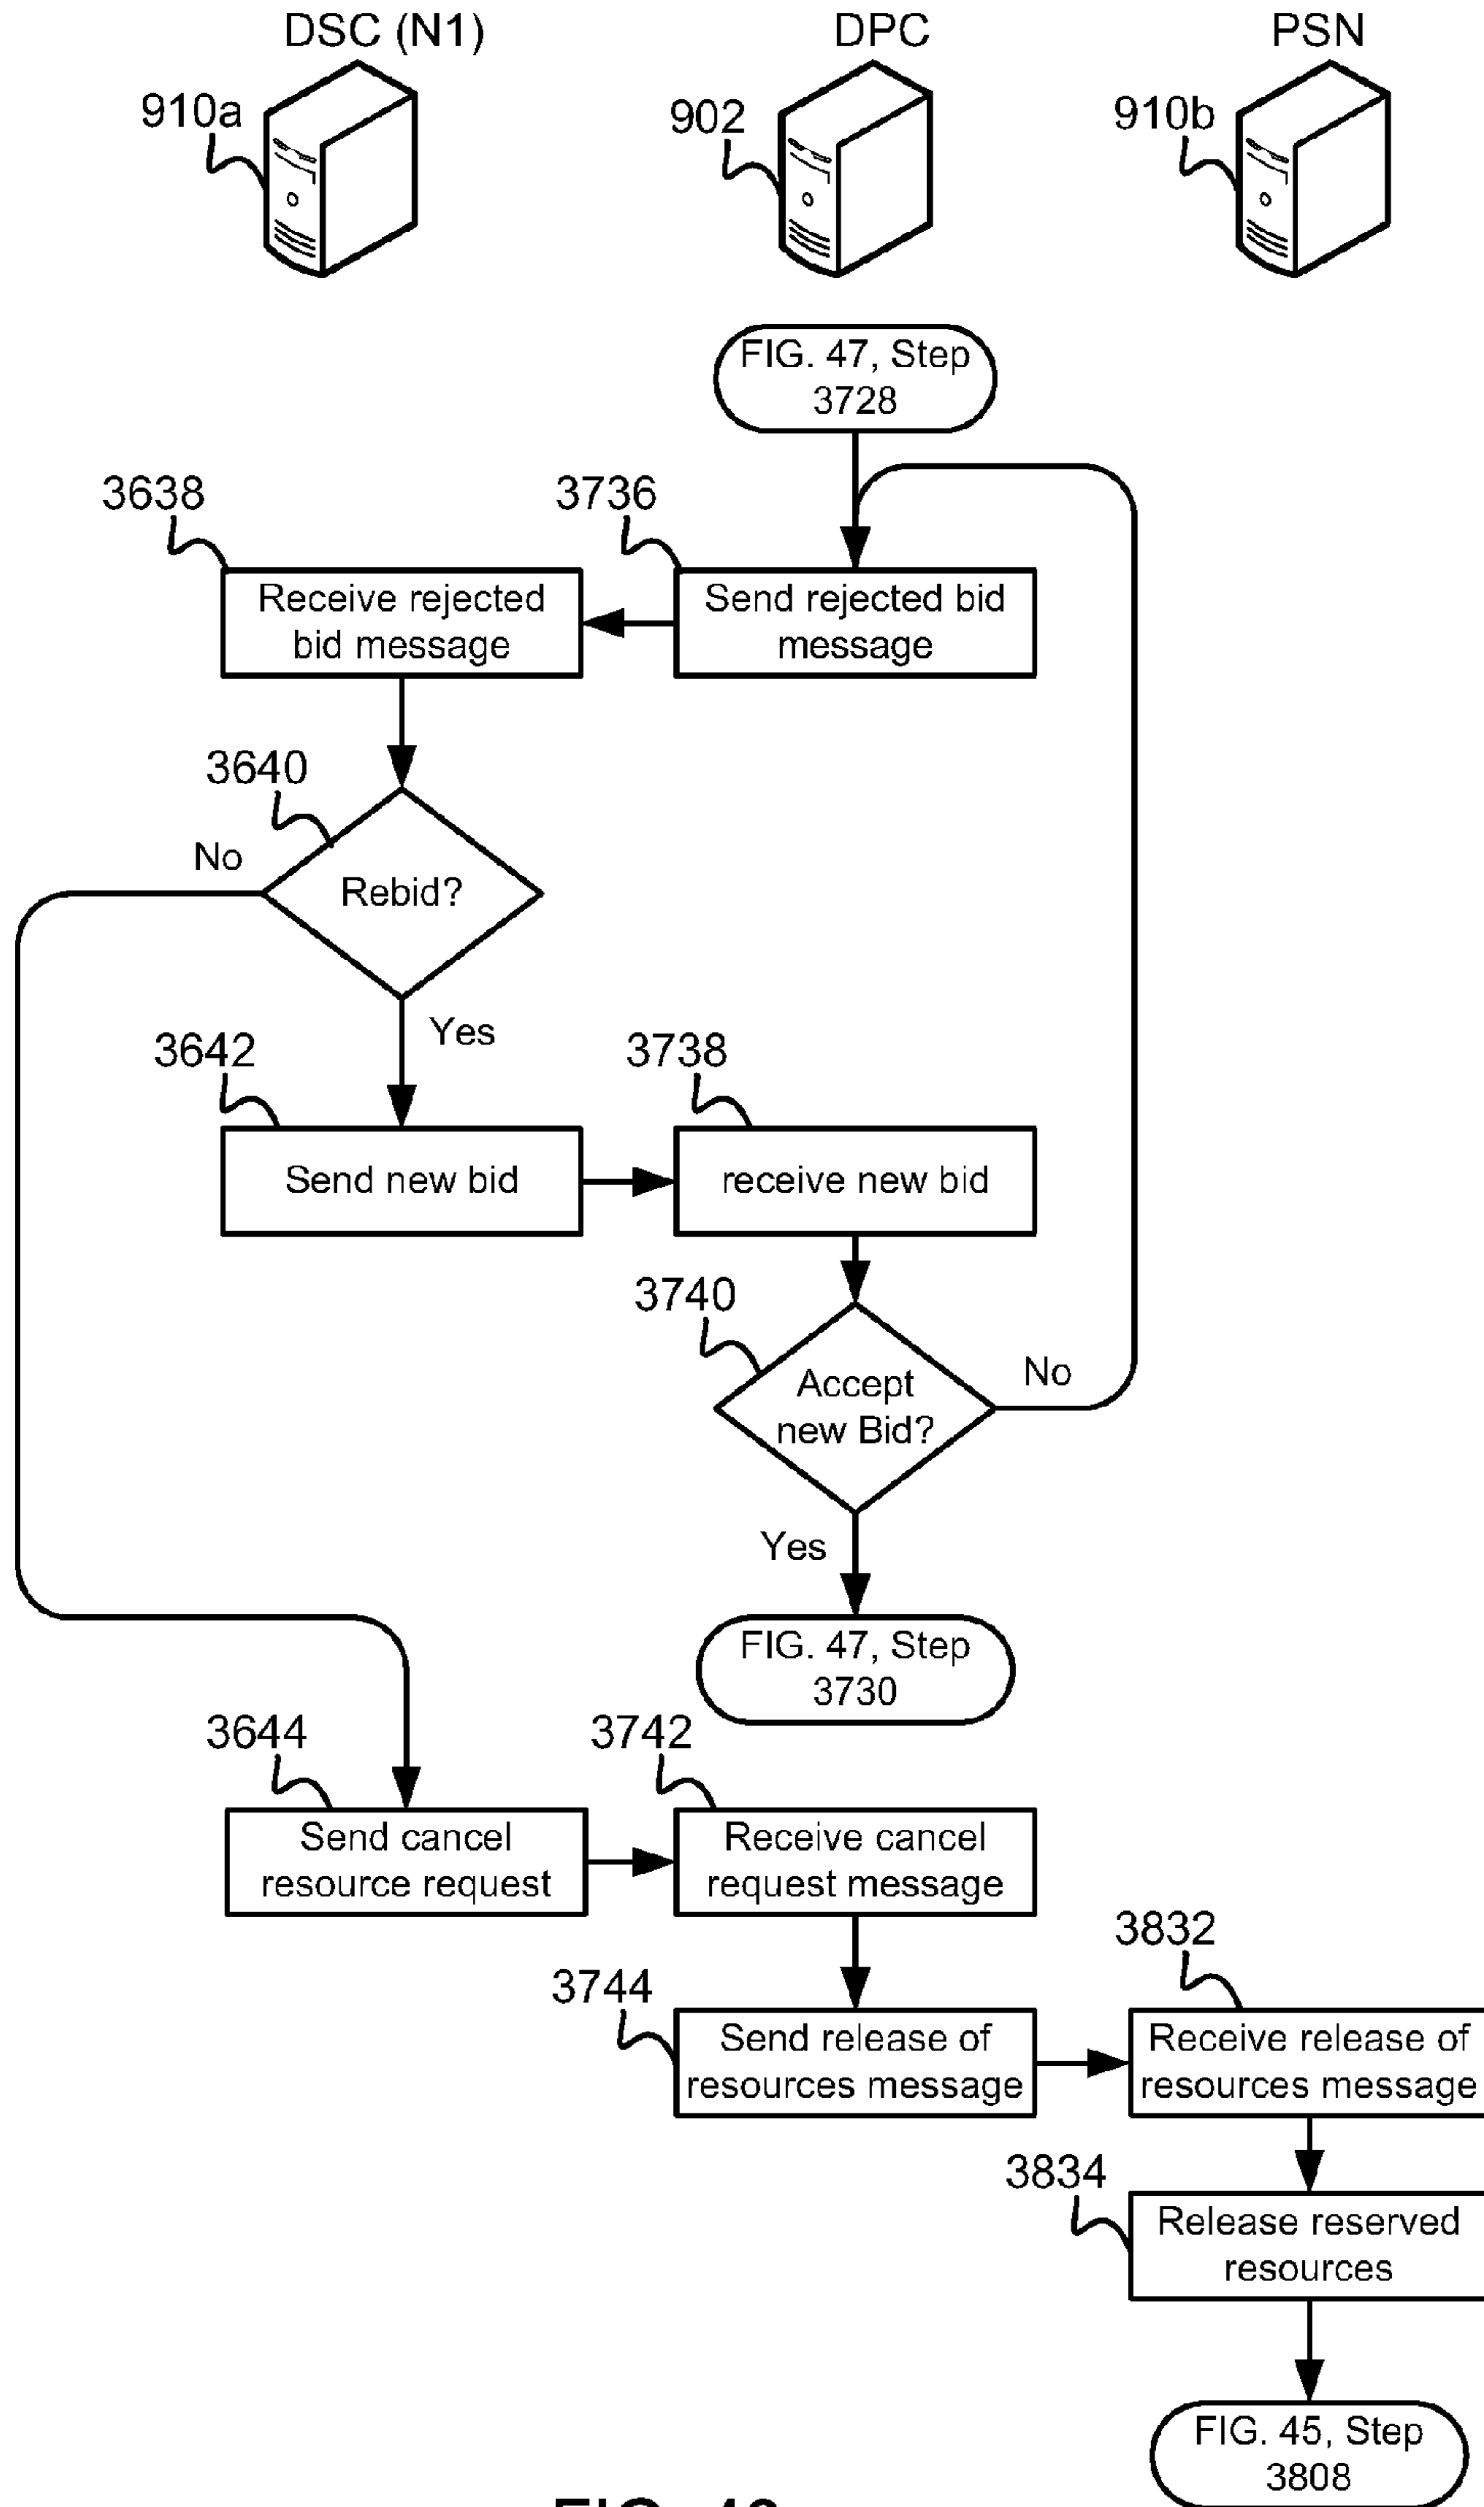 DSC (N1)
DPC
PSN
910a
902
910b
FIG. 47, Step
3728
3638
3736
Receive rejected
bid message
Send rejected bid
message
3640
No
Rebid?
Yes
3642
3738
Send new bid
receive new bid
3740
Accept
new Bid?
No
Yes
FIG. 47, Step
3730
3644
3742
Send cancel
resource request
Receive cancel
request message
3832
3744
Send release of
resources message
Receive release of
resources message
3834
Release reserved
resources
FIG. 45, Step
3808